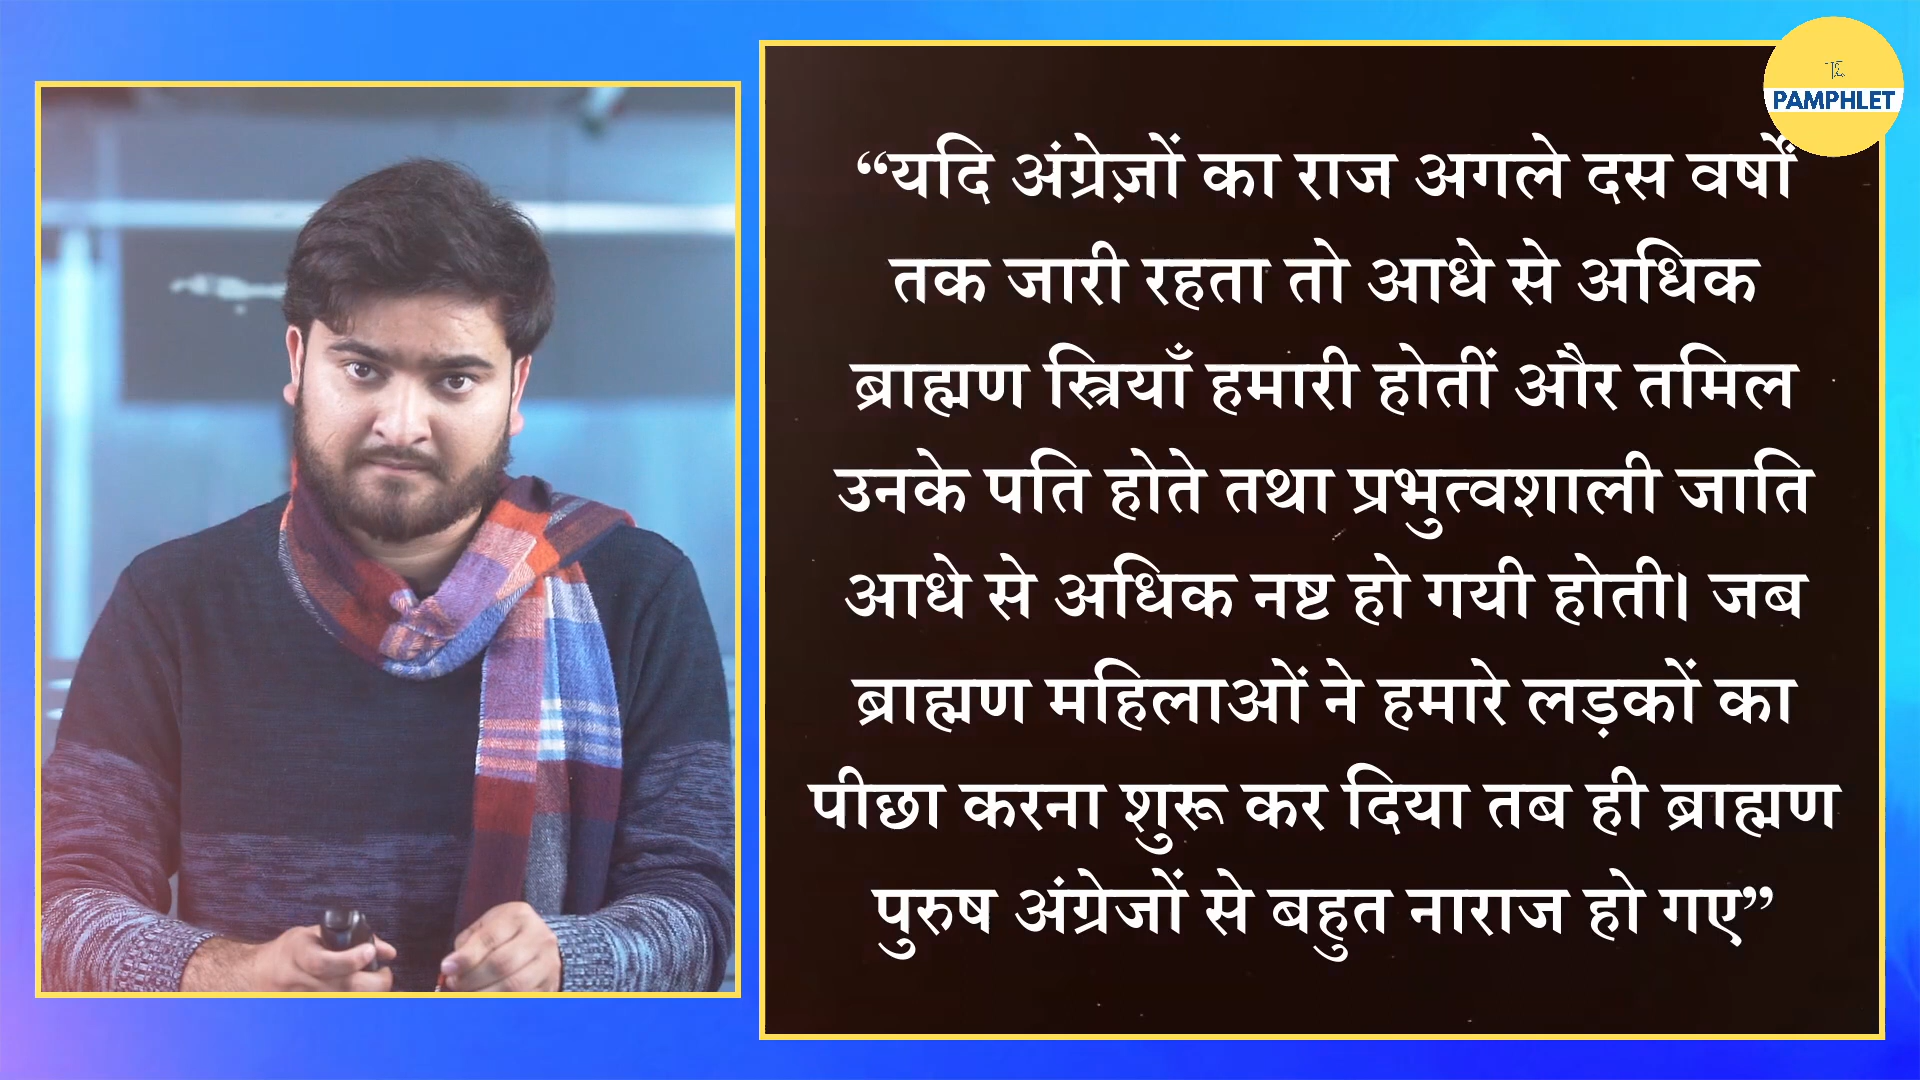 PAMPHLET
“यदि अंग्रेज़ों का राज अगले दस वर्षों
तक जारी रहता तो आधे से अधिक
ब्राह्मण स्त्रियाँ हमारी होतीं और तमिल
उनके पति होते तथा प्रभुत्वशाली जाति
आधे से अधिक नष्ट हो गयी होती। जब
ब्राह्मण महिलाओं ने हमारे लड़कों का
पीछा करना शुरू कर दिया तब ही ब्राह्मण
पुरुष अंग्रेजों से बहुत नाराज हो गए”